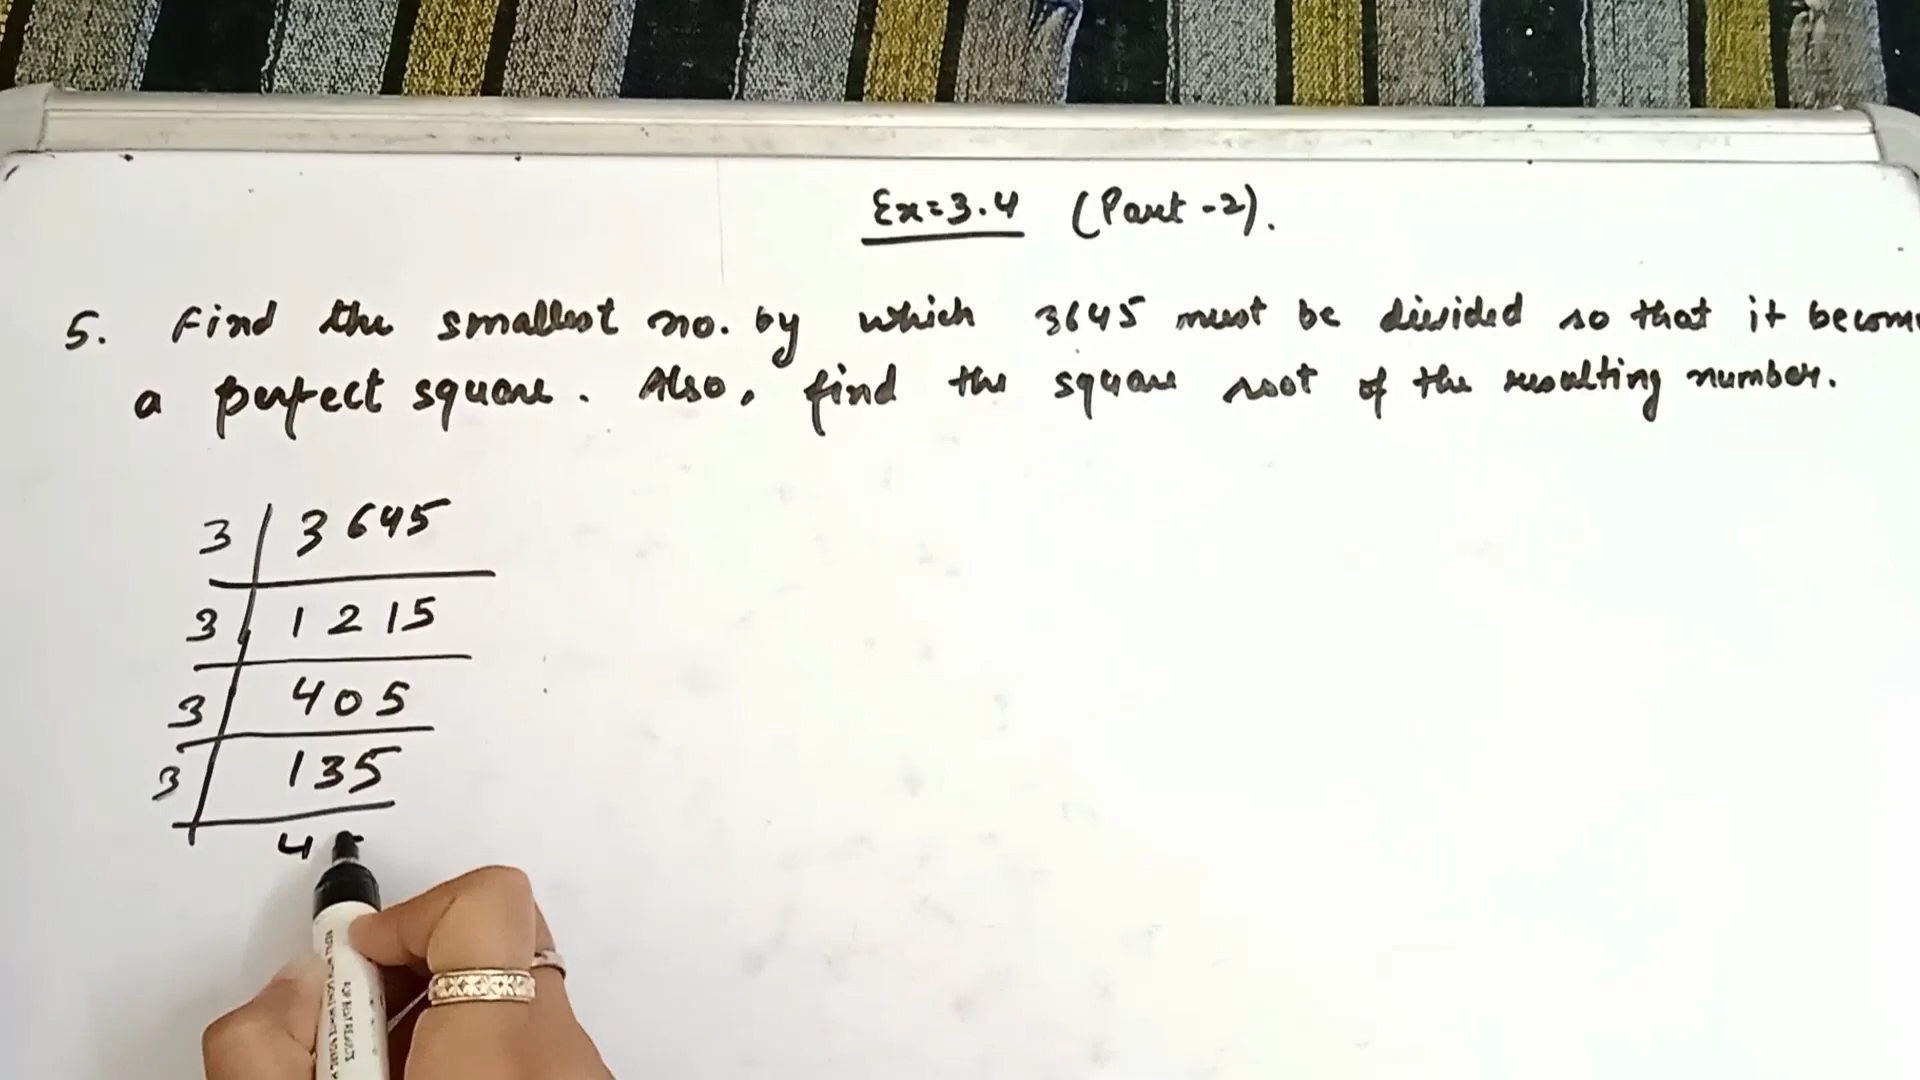 Ex=3.4 (Part-2).
5. Find the smallest no. by which 3645 must be divided so that it become
a perfect square. Also, find the square root of the resulting number.
3 | 3645
3 | 1215
3 | 405
3 | 135
4